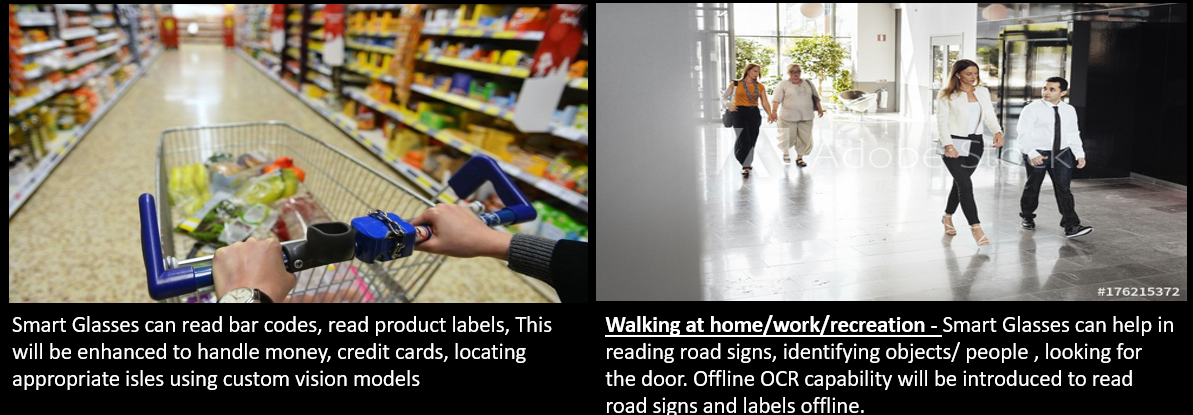 Adobe Stock
#176215372
Smart Glasses can read bar codes, read product labels, This
will be enhanced to handle money, credit cards, locating
appropriate isles using custom vision models
Walking at home/work/recreation - Smart Glasses can help in
reading road signs, identifying objects/ people , looking for
the door. Offline OCR capability will be introduced to read
road signs and labels offline.